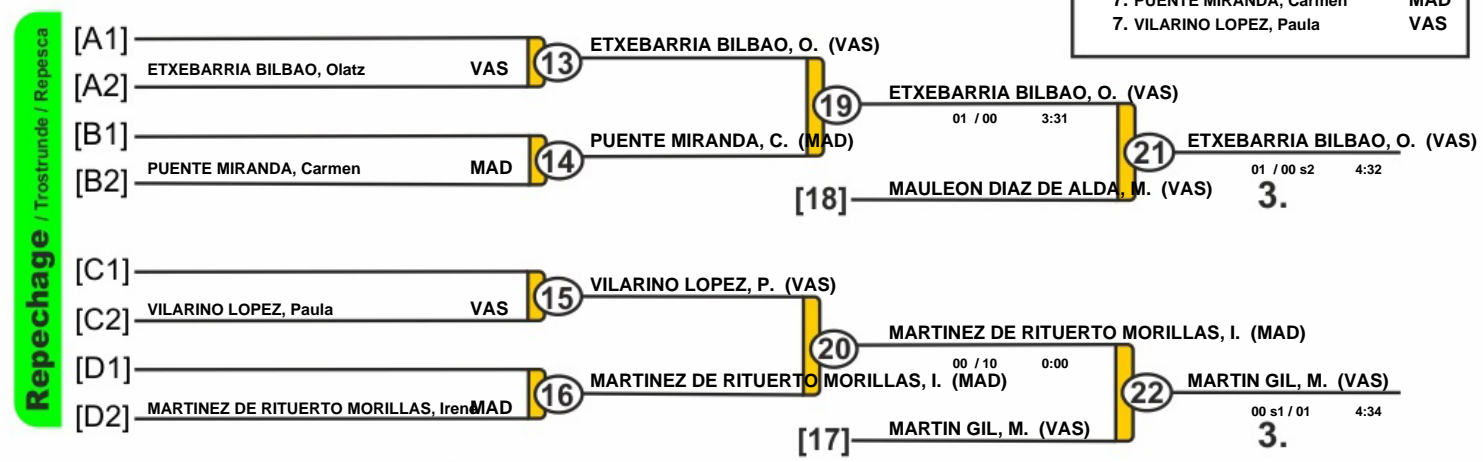 7. PUENTE MIRANDA, Carmen MAD
7. VILARINO LOPEZ, Paula VAS
Repechage / Trostrunde / Repesca
[A1]
ETXEBARRIA BILBAO, Olatz VAS
[A2]
13
ETXEBARRIA BILBAO, O. (VAS)
[B1]
PUENTE MIRANDA, Carmen MAD
[B2]
14
PUENTE MIRANDA, C. (MAD)
19
ETXEBARRIA BILBAO, O. (VAS)
01 / 00 3:31
[18]
MAULEON DIAZ DE ALDA, M. (VAS)
21
ETXEBARRIA BILBAO, O. (VAS)
01 / 00 s2 4:32
3.
[C1]
VILARINO LOPEZ, Paula VAS
[C2]
15
VILARINO LOPEZ, P. (VAS)
[D1]
MARTINEZ DE RITUERTO MORILLAS, Irene MAD
[D2]
16
MARTINEZ DE RITUERTO MORILLAS, I. (MAD)
20
MARTINEZ DE RITUERTO MORILLAS, I. (MAD)
00 / 10 0:00
[17]
MARTIN GIL, M. (VAS)
22
MARTIN GIL, M. (VAS)
00 s1 / 01 4:34
3.